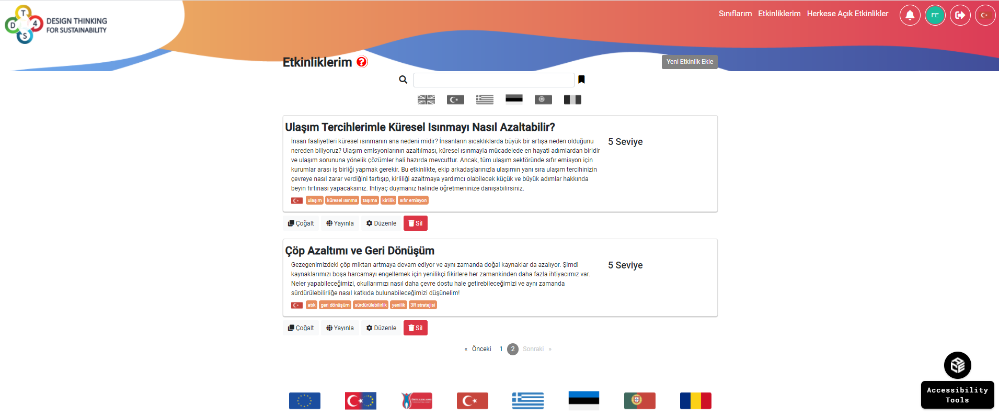 T
D 4
S
DESIGN THINKING
FOR SUSTAINABILITY
Sınıflarım Etkinliklerim Herkese Açık Etkinlikler FE
Etkinliklerim ?
Yeni Etkinlik Ekle
Ulaşım Tercihlerimle Küresel Isınmayı Nasıl Azaltabilir?
İnsan faaliyetleri küresel ısınmanın ana nedeni midir? İnsanların sıcaklıklarda büyük bir artışa neden olduğunu
nereden biliyoruz? Ulaşım emisyonlarının azaltılması, küresel ısınmayla mücadelede en hayati adımlardan biridir
ve ulaşım sorununa yönelik çözümler hali hazırda mevcuttur. Ancak, tüm ulaşım sektöründe sıfır emisyon için
kurumlar arası iş birliği yapmak gerekir. Bu etkinlikte, ekip arkadaşlarınızla ulaşımın yanı sıra ulaşım tercihinizin
çevreye nasıl zarar verdiğini tartışıp, kirliliği azaltmaya yardımcı olabilecek küçük ve büyük adımlar hakkında
beyin fırtınası yapacaksınız. İhtiyaç duymanız halinde öğretmeninize danışabilirsiniz.
5 Seviye
ulaşım küresel ısınma taşıma kirlilik sıfır emisyon
Çoğalt Yayınla Düzenle Sil
Çöp Azaltımı ve Geri Dönüşüm
Gezegenimizdeki çöp miktarı artmaya devam ediyor ve aynı zamanda doğal kaynaklar da azalıyor. Şimdi
kaynaklarımızı boşa harcamayı engellemek için yenilikçi fikirlere her zamankinden daha fazla ihtiyacımız var.
Neler yapabileceğimizi, okullarımızı nasıl daha çevre dostu hale getirebileceğimizi ve aynı zamanda
sürdürülebilirliğe nasıl katkıda bulunabileceğimizi düşünelim!
5 Seviye
atık geri dönüşüm sürdürülebilirlik yenilik 3R stratejisi
Çoğalt Yayınla Düzenle Sil
« Önceki 1 2 Sonraki »
ACE
Accessibility
Tools